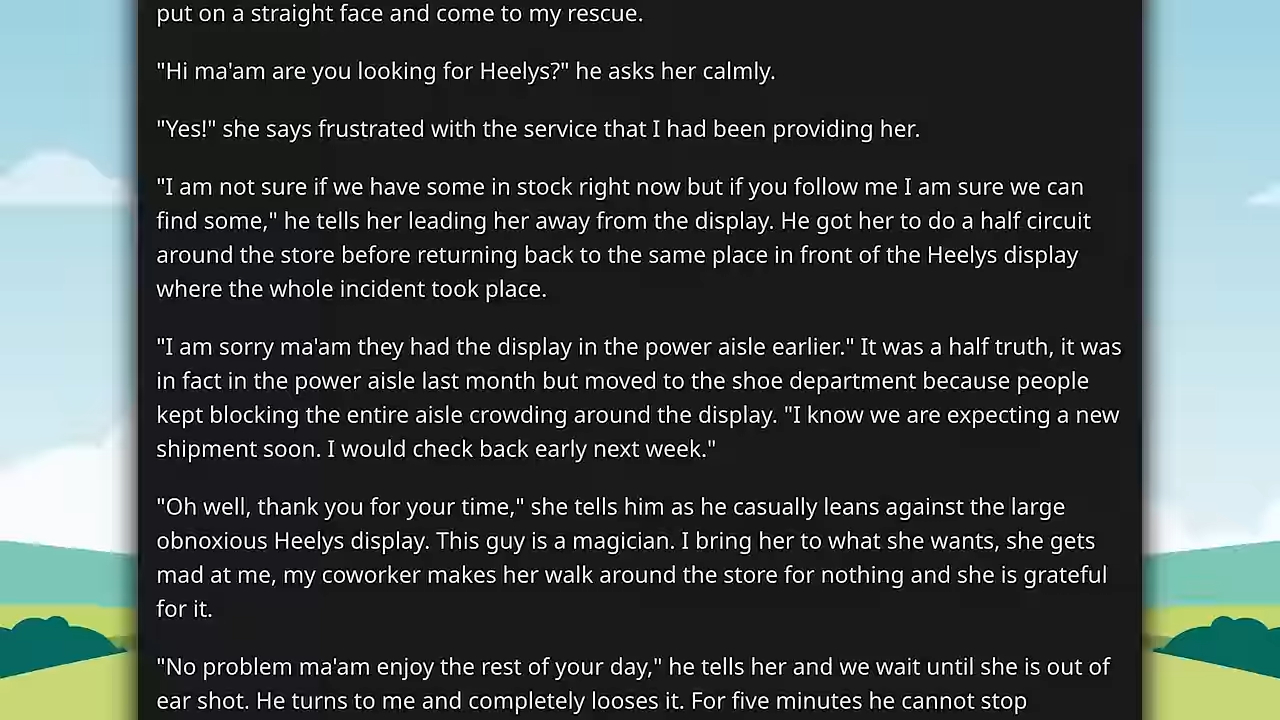 put on a straight face and come to my rescue.
"Hi ma'am are you looking for Heelys?" he asks her calmly.
"Yes!" she says frustrated with the service that I had been providing her.
"I am not sure if we have some in stock right now but if you follow me I am sure we can
find some," he tells her leading her away from the display. He got her to do a half circuit
around the store before returning back to the same place in front of the Heelys display
where the whole incident took place.
"I am sorry ma'am they had the display in the power aisle earlier." It was a half truth, it was
in fact in the power aisle last month but moved to the shoe department because people
kept blocking the entire aisle crowding around the display. "I know we are expecting a new
shipment soon. I would check back early next week."
"Oh well, thank you for your time," she tells him as he casually leans against the large
obnoxious Heelys display. This guy is a magician. I bring her to what she wants, she gets
mad at me, my coworker makes her walk around the store for nothing and she is grateful
for it.
"No problem ma'am enjoy the rest of your day," he tells her and we wait until she is out of
ear shot. He turns to me and completely looses it. For five minutes he cannot stop